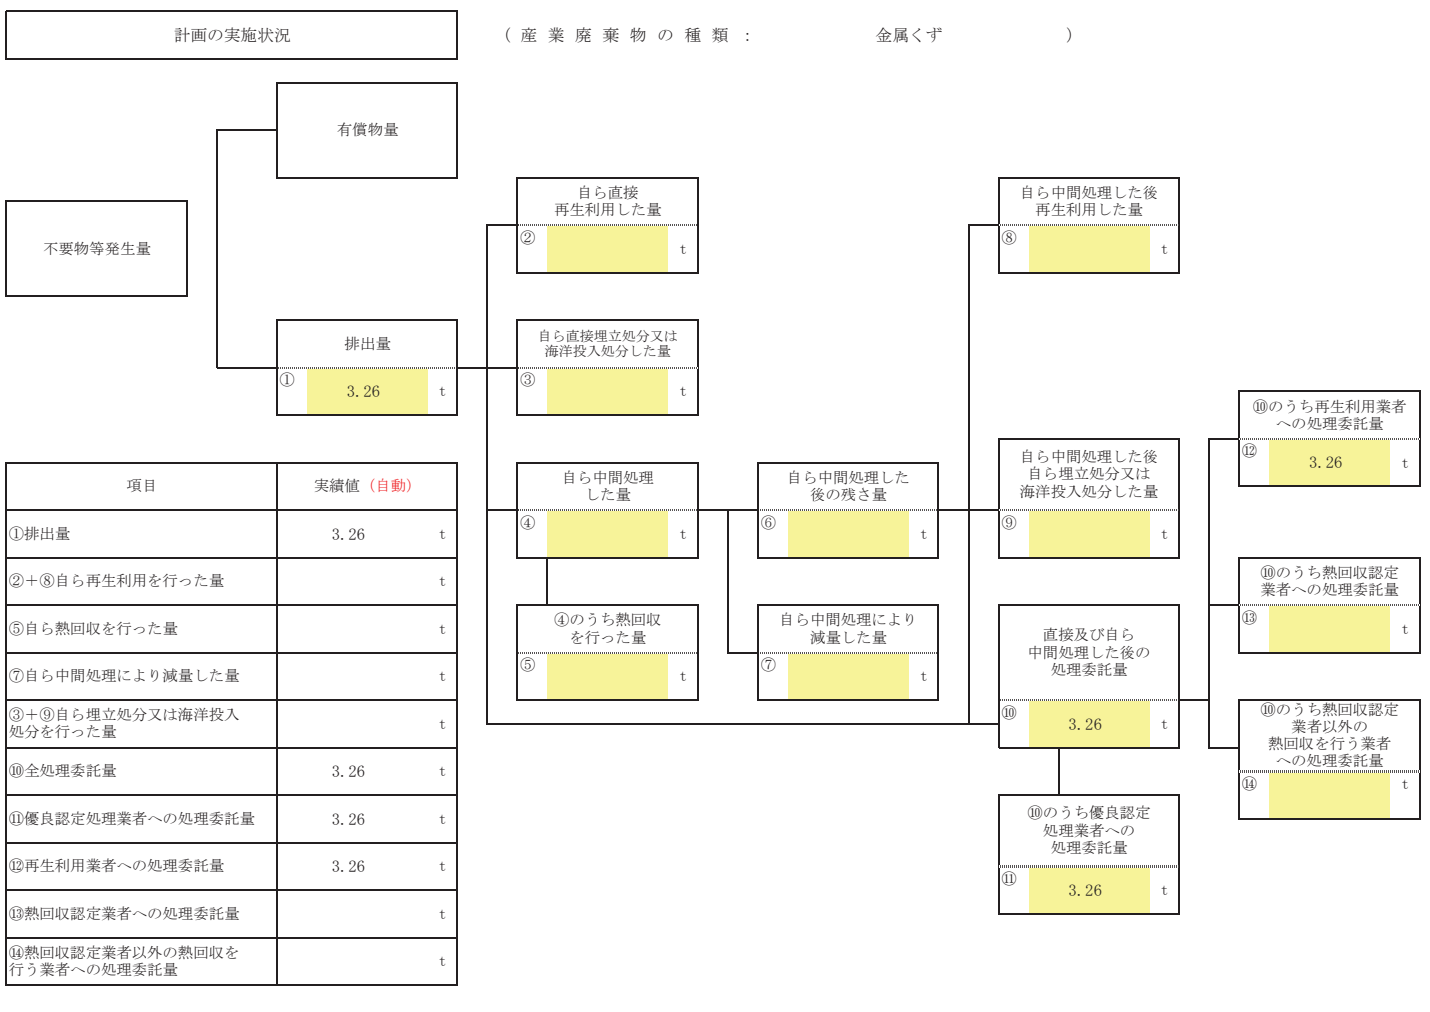 計画の実施状況
（産業廃棄物の種類：　金属くず　）
有償物量
不要物等発生量
排出量
① 3.26 t
自ら直接
再生利用した量
② t
自ら直接埋立処分又は
海洋投入処分した量
③ t
自ら中間処理
した量
④ t
④のうち熱回収
を行った量
⑤ t
自ら中間処理した
後の残さ量
⑥ t
自ら中間処理により
減量した量
⑦ t
自ら中間処理した後
再生利用した量
⑧ t
自ら中間処理した後
自ら埋立処分又は
海洋投入処分した量
⑨ t
直接及び自ら
中間処理した後の
処理委託量
⑩ 3.26 t
⑩のうち優良認定
処理業者への
処理委託量
⑪ 3.26 t
⑩のうち再生利用業者
への処理委託量
⑫ 3.26 t
⑩のうち熱回収認定
業者への処理委託量
⑬ t
⑩のうち熱回収認定
業者以外の
熱回収を行う業者
への処理委託量
⑭ t
項目 実績値（自動）
①排出量 3.26 t
②＋⑧自ら再生利用を行った量 t
⑤自ら熱回収を行った量 t
⑦自ら中間処理により減量した量 t
③＋⑨自ら埋立処分又は海洋投入
処分を行った量 t
⑩全処理委託量 3.26 t
⑪優良認定処理業者への処理委託量 3.26 t
⑫再生利用業者への処理委託量 3.26 t
⑬熱回収認定業者への処理委託量 t
⑭熱回収認定業者以外の熱回収を
行う業者への処理委託量 t